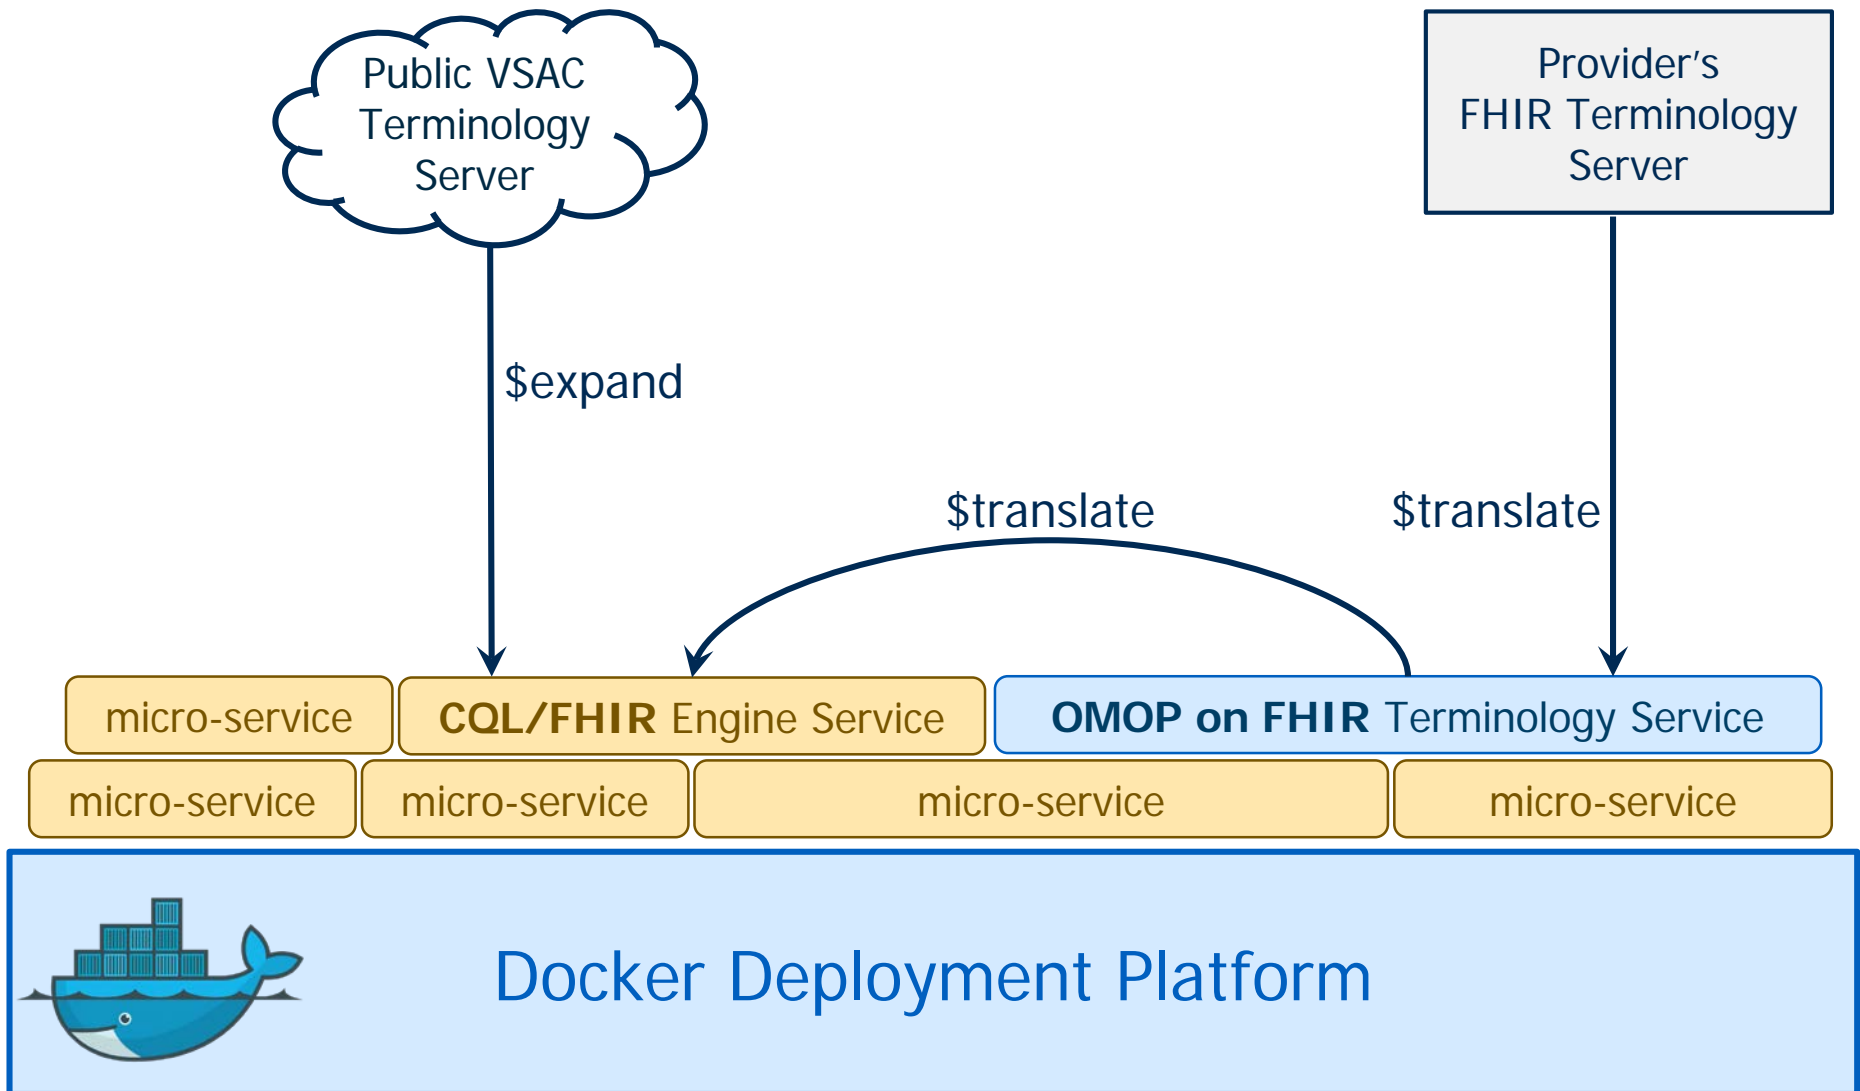 Public VSAC
Terminology
Server
Provider's
FHIR Terminology
Server
$expand
$translate
$translate
micro-service
CQL/FHIR Engine Service
OMOP on FHIR Terminology Service
micro-service
micro-service
micro-service
micro-service
Docker Deployment Platform